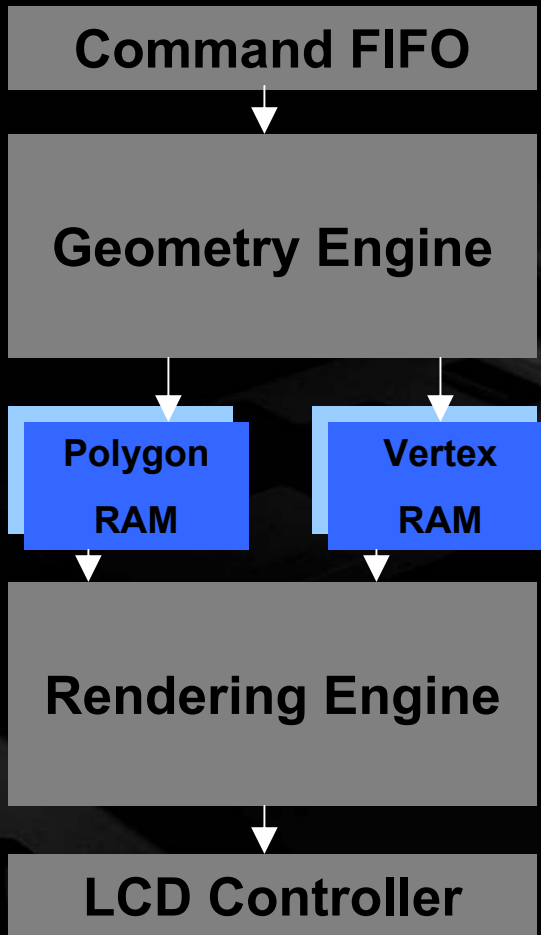 Command FIFO
Geometry Engine
Polygon
RAM
Vertex
RAM
Rendering Engine
LCD Controller